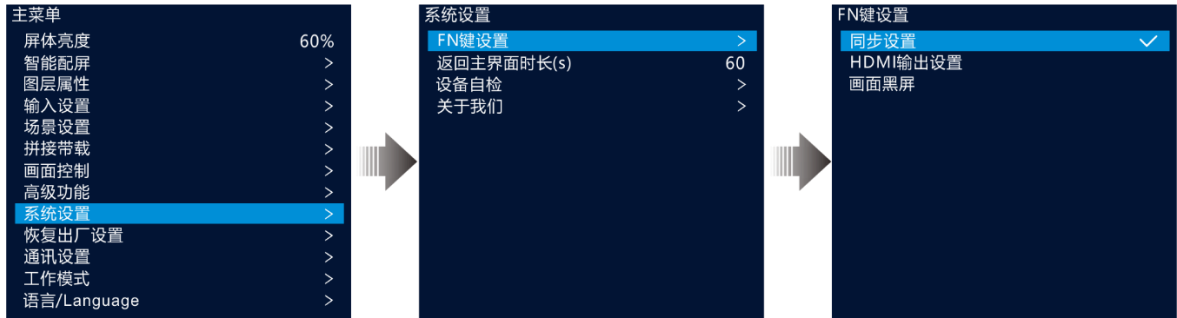 主菜单
屏体亮度 60%
智能配屏 >
图层属性 >
输入设置 >
场景设置 >
拼接带载 >
画面控制 >
高级功能 >
系统设置 >
恢复出厂设置 >
通讯设置 >
工作模式 >
语言/Language >
系统设置
FN键设置 >
返回主界面时长(s) 60
设备自检 >
关于我们 >
FN键设置
同步设置 ✓
HDMI输出设置
画面黑屏